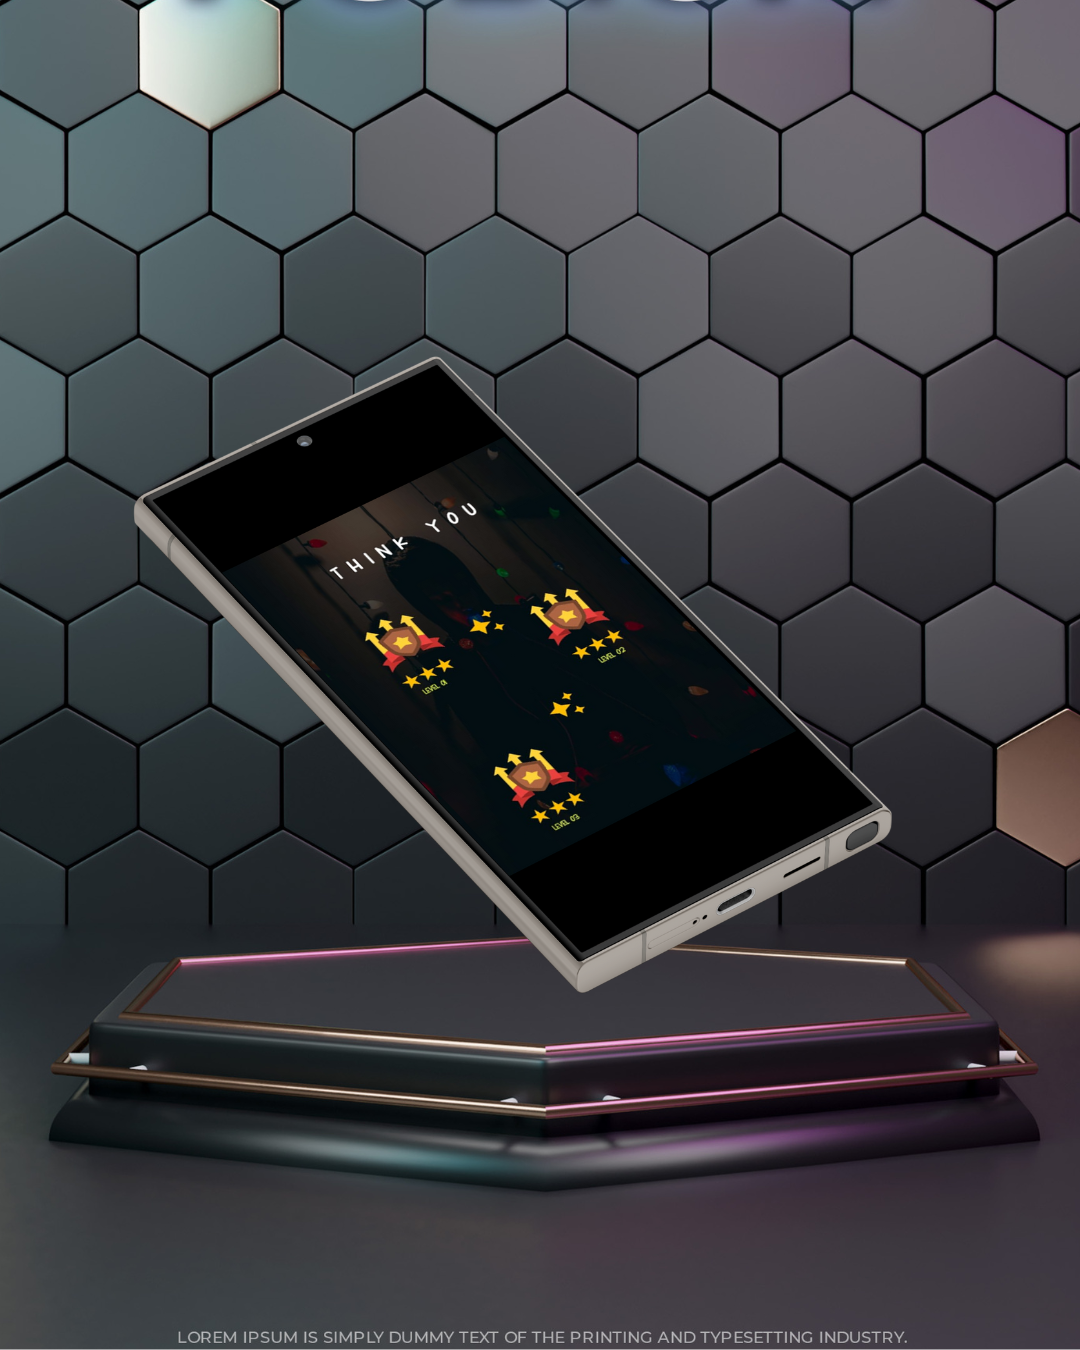 THINK YOU
LEVEL 01
LEVEL 02
LEVEL 03
LOREM IPSUM IS SIMPLY DUMMY TEXT OF THE PRINTING AND TYPESETTING INDUSTRY.